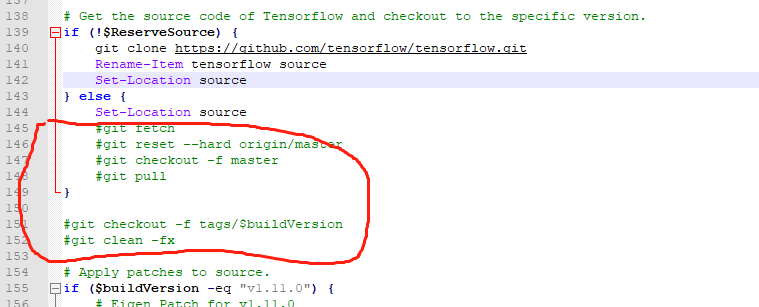 137
138 # Get the source code of Tensorflow and checkout to the specific version.
139 if (!$ReserveSource) {
140 git clone https://github.com/tensorflow/tensorflow.git
141 Rename-Item tensorflow source
142 Set-Location source
143 } else {
144 Set-Location source
145 #git fetch
146 #git reset --hard origin/master
147 #git checkout -f master
148 #git pull
149 }
150
151 #git checkout -f tags/$buildVersion
152 #git clean -fx
153
154 # Apply patches to source.
155 if ($buildVersion -eq "v1.11.0") {
156 # Eigen Patch for v1.11.0